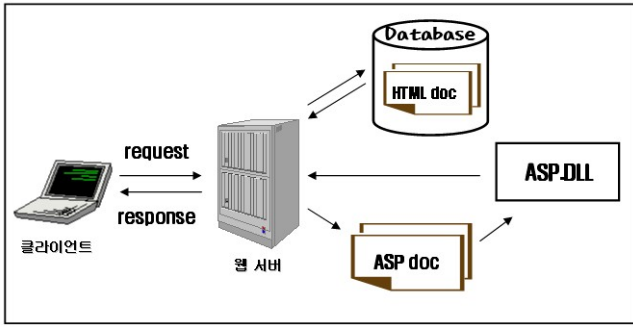 Database
HTML doc
request
response
클라이언트
웹 서버
ASP.DLL
ASP doc